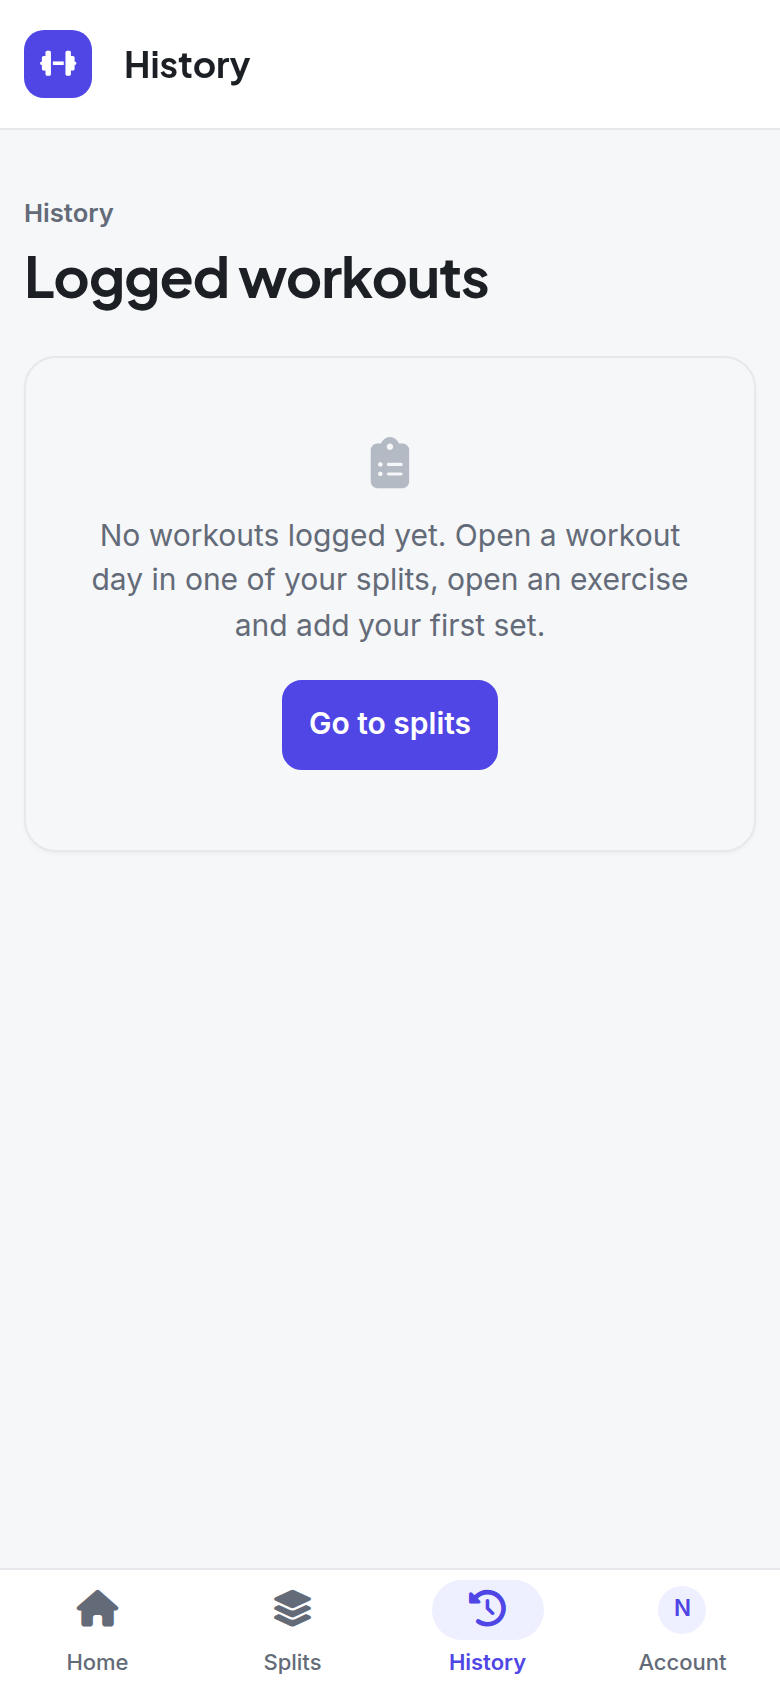 History
History
Logged workouts
No workouts logged yet. Open a workout
day in one of your splits, open an exercise
and add your first set.
Go to splits
N
Home
Splits
History
Account